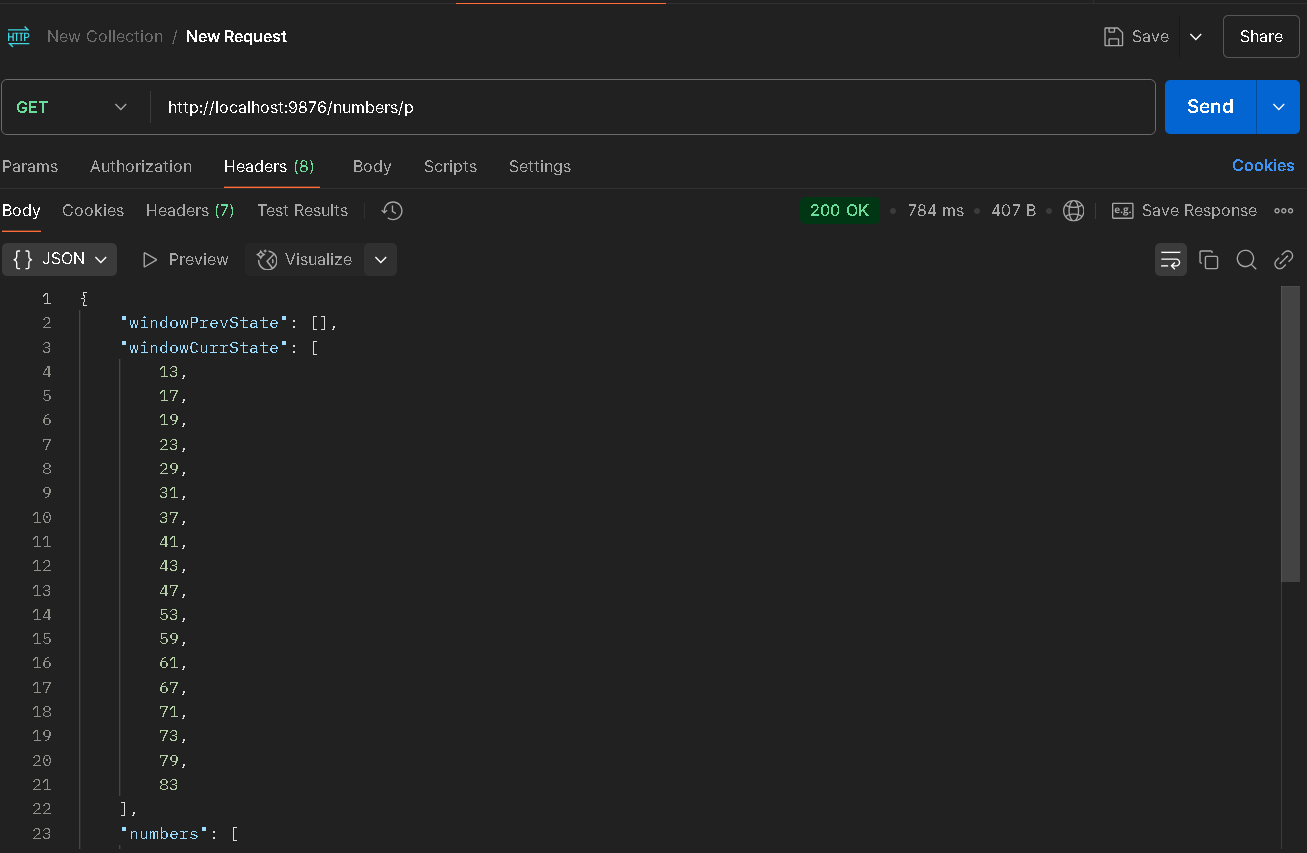 HTTP New Collection / New Request Save Share
GET http://localhost:9876/numbers/p Send
Params Authorization Headers (8) Body Scripts Settings Cookies
Body Cookies Headers (7) Test Results 200 OK • 784 ms • 407 B • e.g. Save Response
{} JSON Preview Visualize
1 {
2 "windowPrevState": [],
3 "windowCurrState": [
4 13,
5 17,
6 19,
7 23,
8 29,
9 31,
10 37,
11 41,
12 43,
13 47,
14 53,
15 59,
16 61,
17 67,
18 71,
19 73,
20 79,
21 83
22 ],
23 "numbers": [